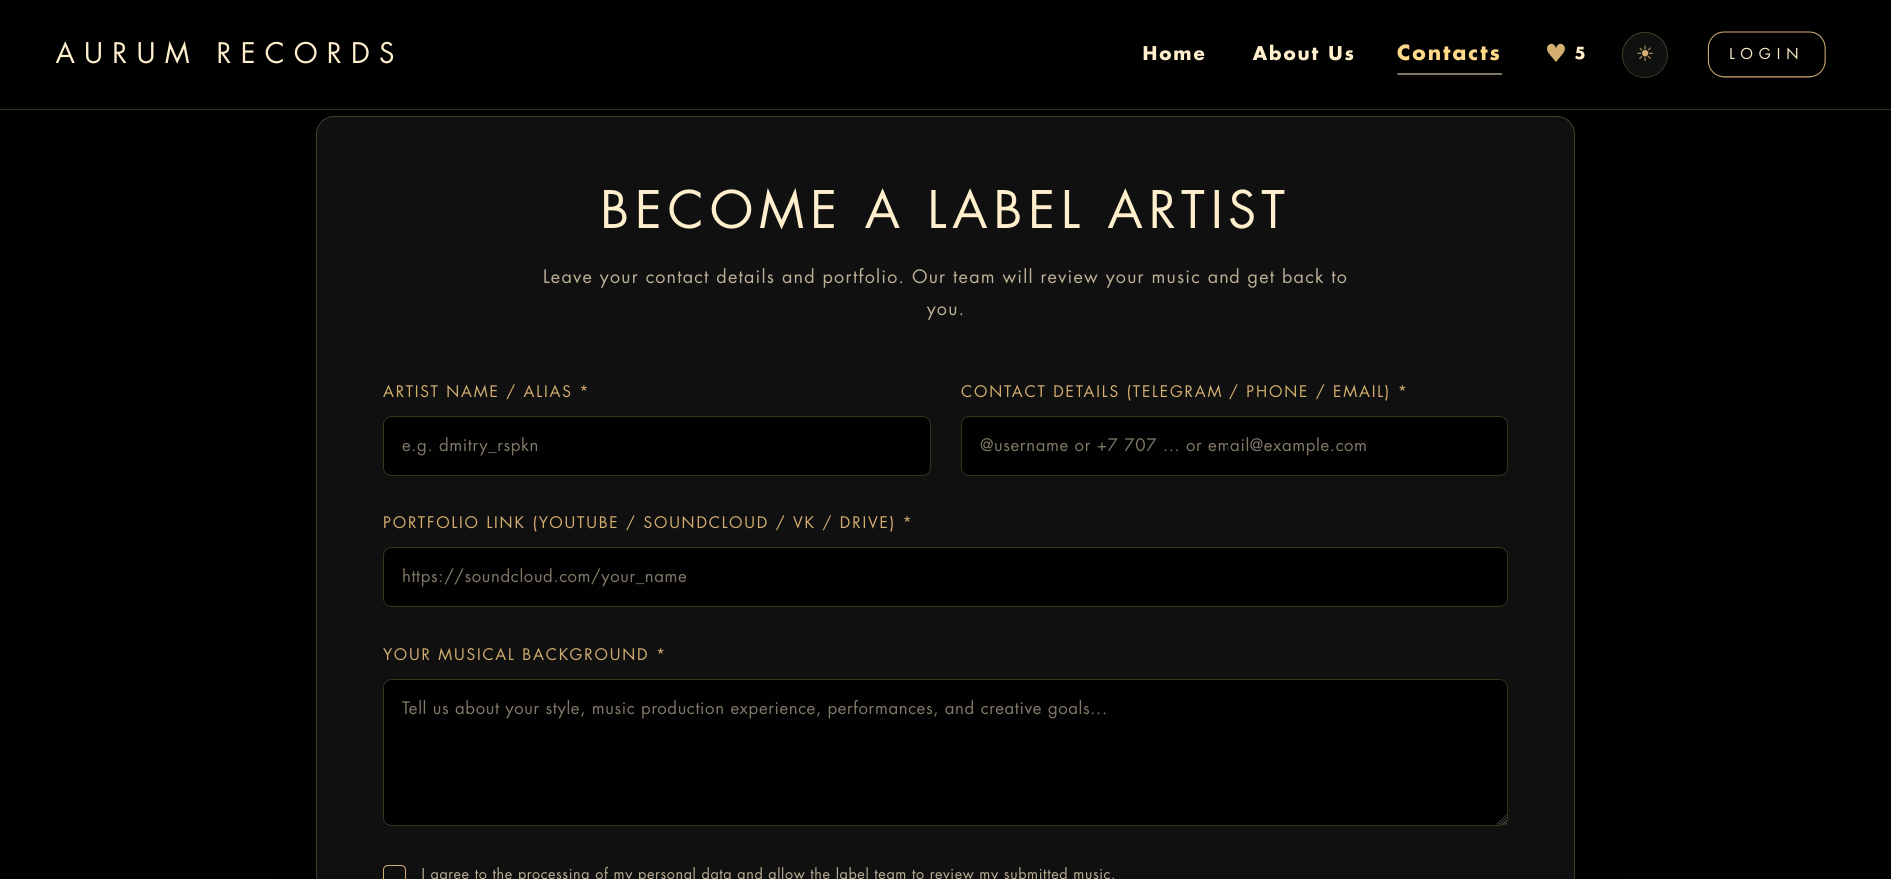 AURUM RECORDS
Home
About Us
Contacts
♥ 5
☀
LOGIN
BECOME A LABEL ARTIST
Leave your contact details and portfolio. Our team will review your music and get back to
you.
ARTIST NAME / ALIAS *
CONTACT DETAILS (TELEGRAM / PHONE / EMAIL) *
e.g. dmitry_rspkn
@username or +7 707 ... or email@example.com
PORTFOLIO LINK (YOUTUBE / SOUNDCLOUD / VK / DRIVE) *
https://soundcloud.com/your_name
YOUR MUSICAL BACKGROUND *
Tell us about your style, music production experience, performances, and creative goals...
I agree to the processing of my personal data and allow the label team to review my submitted music.